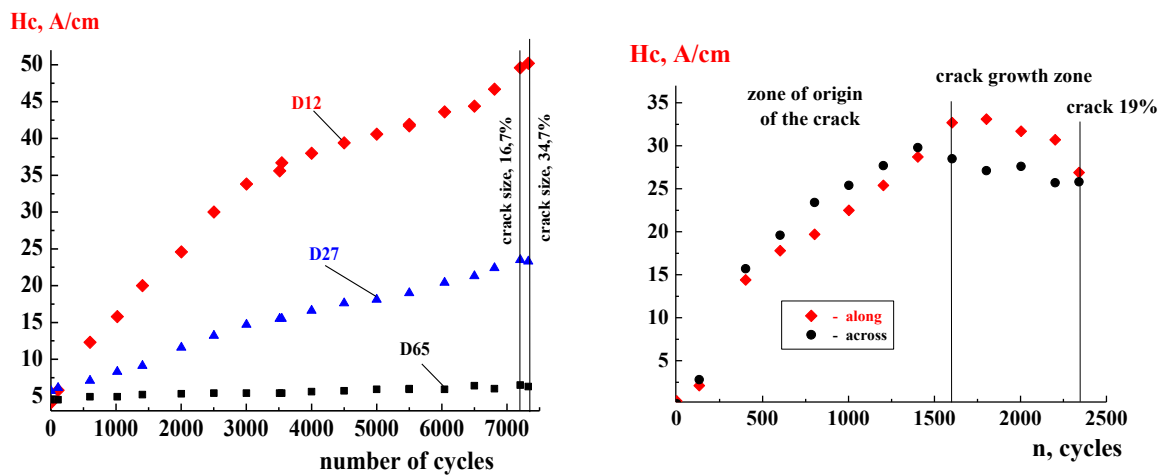 Hc, A/cm
50
45
40
35
30
25
20
15
10
5
0 1000 2000 3000 4000 5000 6000 7000
number of cycles
D12
D27
D65
crack size, 16,7%
crack size, 34,7%
Hc, A/cm
35
30
25
20
15
10
5
0
0 500 1000 1500 2000 2500
n, cycles
zone of origin
of the crack
crack growth zone
crack 19%
- along
- across